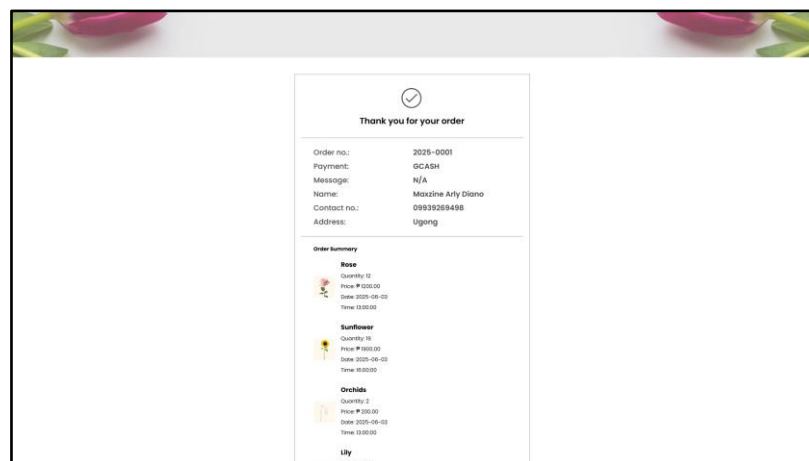 Thank you for your order
Order no.: 2025-0001
Payment: GCASH
Message: N/A
Name: Maxzine Arly Diano
Contact no.: 09939269498
Address: Ugong
Order Summary
Rose
Quantity: 12
Price: ₱ 1200.00
Date: 2025-06-03
Time: 13:00:00
Sunflower
Quantity: 19
Price: ₱ 1900.00
Date: 2025-06-03
Time: 16:00:00
Orchids
Quantity: 2
Price: ₱ 200.00
Date: 2025-06-03
Time: 13:00:00
Lily